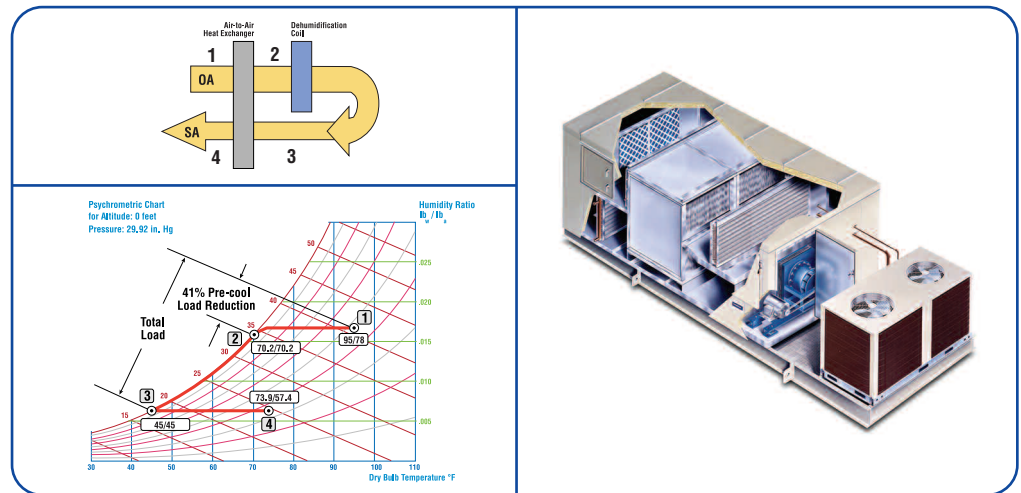 Air-to-Air
Heat Exchanger
Dehumidification
Coil
1
2
OA
SA
4
3
Psychrometric Chart
for Altitude: 0 feet
Pressure: 29.92 in. Hg
Humidity Ratio
lb w / lb a
50
45
40
35
30
25
20
15
.025
.020
.015
.010
.005
41% Pre-cool
Load Reduction
Total
Load
1
95/78
2
70.2/70.2
3
45/45
73.9/57.4
4
30 40 50 60 70 80 90 100 110
Dry Bulb Temperature °F